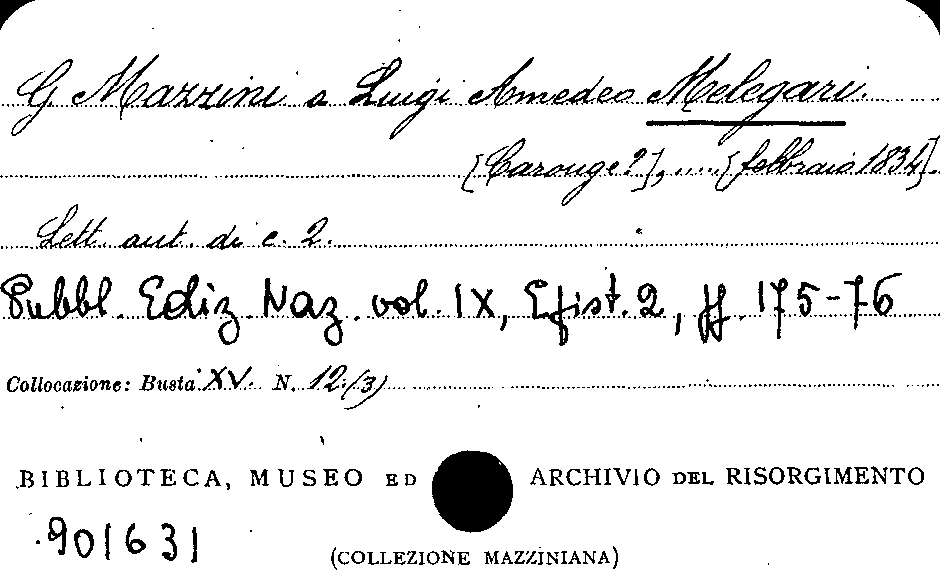 G. Mazzini a Luigi Amedeo Melegari.
[Carouge?], .... [febbraio 1834].
Lett. aut. di c. 2.
Pubbl. Ediz. Naz. vol. IX, Epist. 2, pp. 175-76
Collocazione: Busta XV. N. 12.(3)
BIBLIOTECA, MUSEO ED ARCHIVIO DEL RISORGIMENTO
901631
(COLLEZIONE MAZZINIANA)